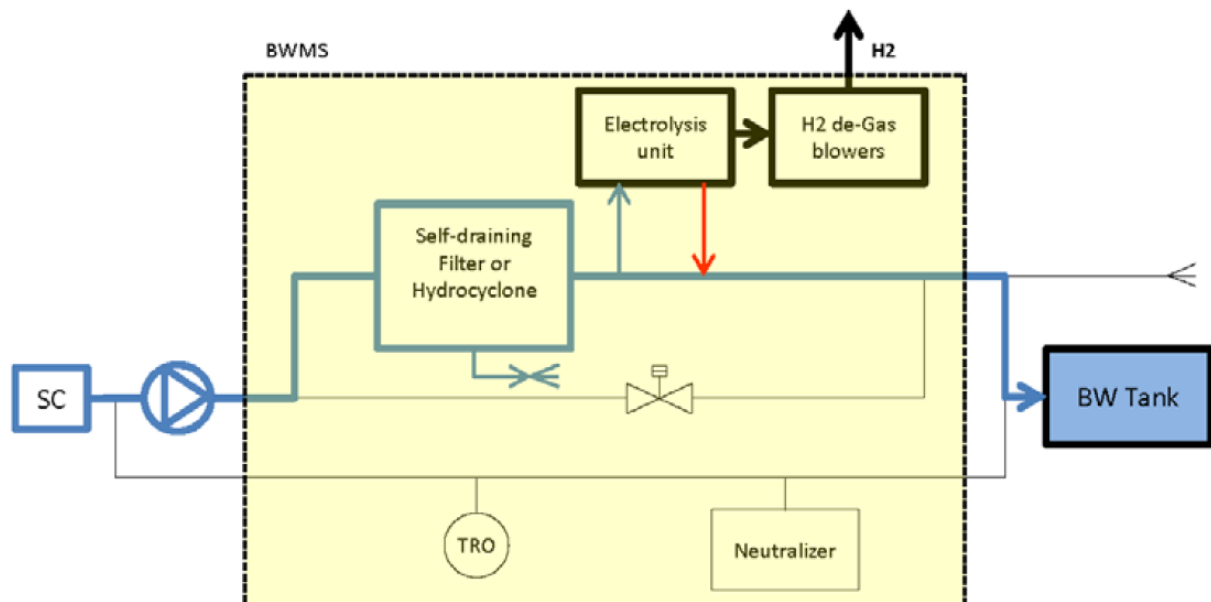 BWMS
H2
Electrolysis
unit
H2 de-Gas
blowers
Self-draining
Filter or
Hydrocyclone
SC
BW Tank
TRO
Neutralizer